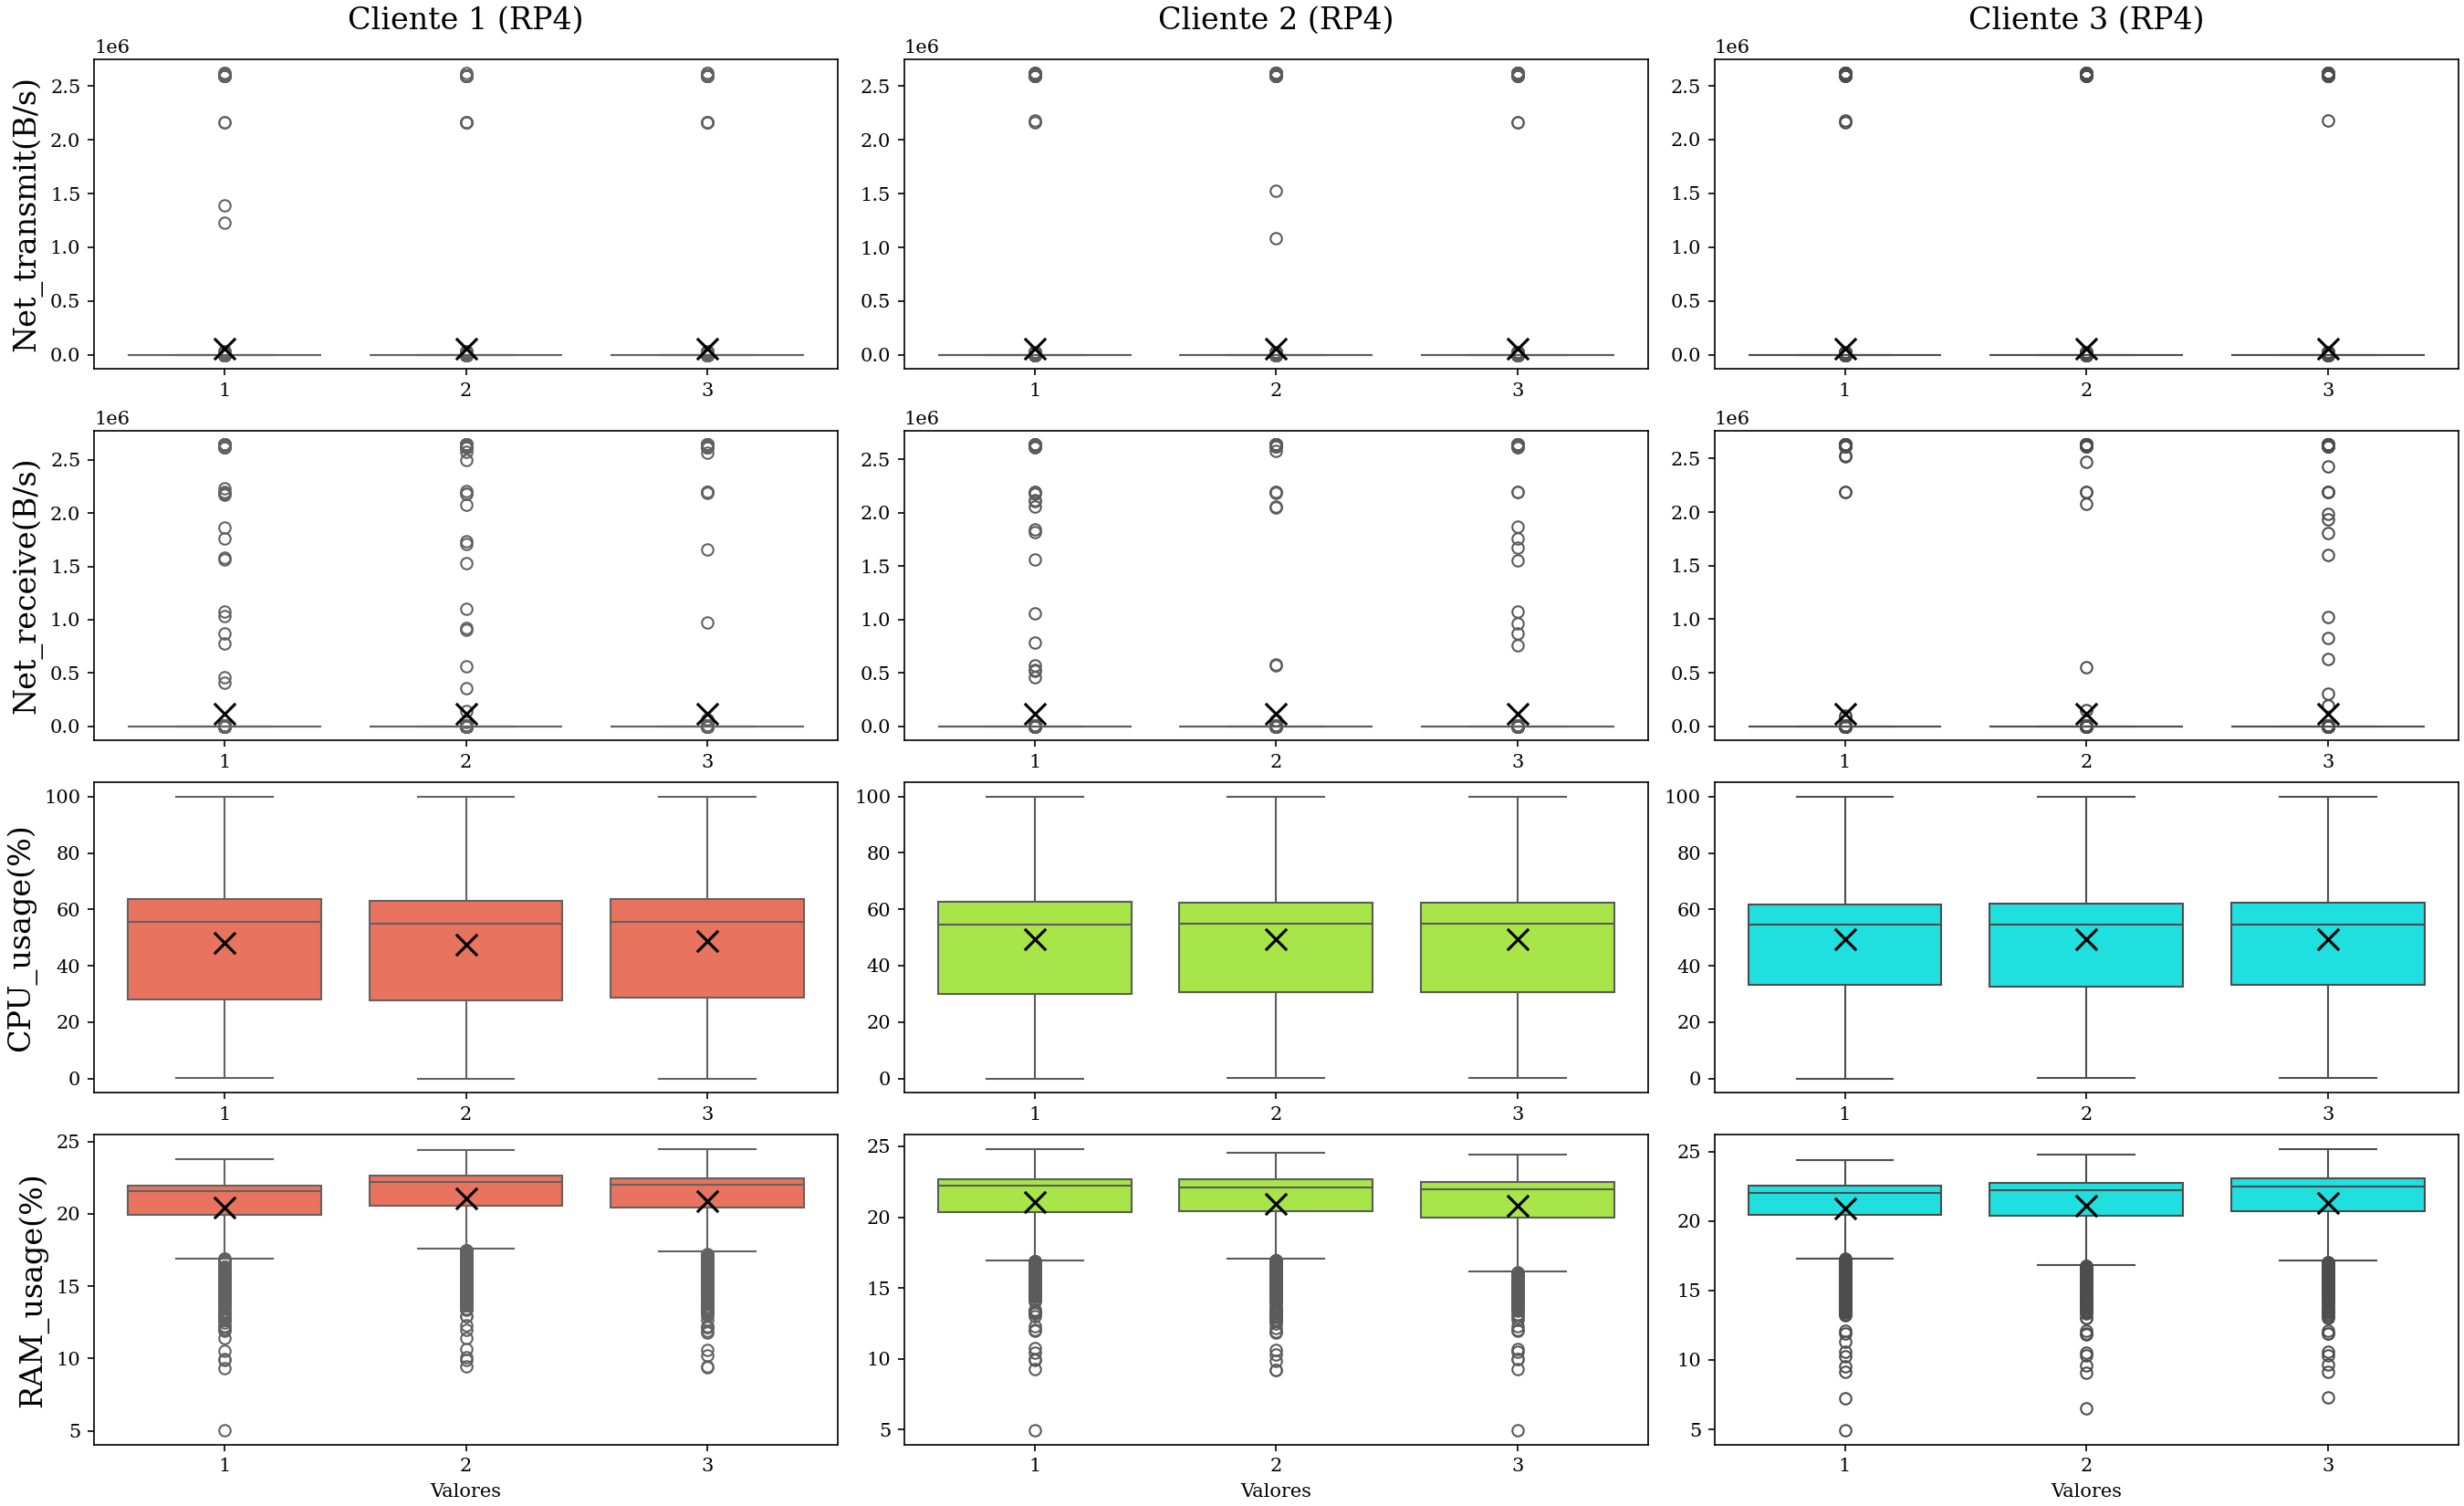 Cliente 1 (RP4) Cliente 2 (RP4) Cliente 3 (RP4)
1e6 1e6 1e6
Net_transmit(B/s)
2.5 2.5 2.5
2.0 2.0 2.0
1.5 1.5 1.5
1.0 1.0 1.0
0.5 0.5 0.5
0.0 0.0 0.0
1 2 3 1 2 3 1 2 3
1e6 1e6 1e6
Net_receive(B/s)
2.5 2.5 2.5
2.0 2.0 2.0
1.5 1.5 1.5
1.0 1.0 1.0
0.5 0.5 0.5
0.0 0.0 0.0
1 2 3 1 2 3 1 2 3
CPU_usage(%)
100 100 100
80 80 80
60 60 60
40 40 40
20 20 20
0 0 0
1 2 3 1 2 3 1 2 3
RAM_usage(%)
25 25 25
20 20 20
15 15 15
10 10 10
5 5 5
1 2 3 1 2 3 1 2 3
Valores Valores Valores